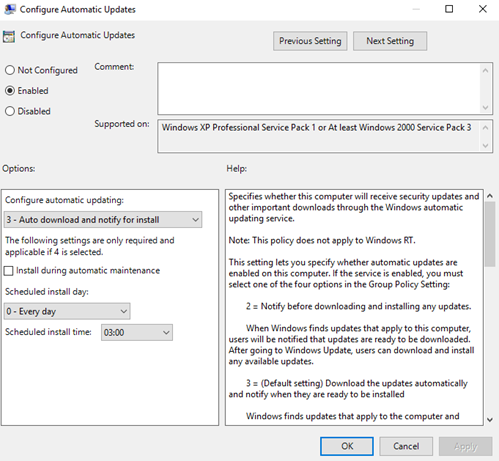 Configure Automatic Updates
Configure Automatic Updates
Previous Setting
Next Setting
Not Configured
Enabled
Disabled
Comment:
Supported on:
Windows XP Professional Service Pack 1 or At least Windows 2000 Service Pack 3
Options:
Help:
Configure automatic updating:
3 - Auto download and notify for install
The following settings are only required and
applicable if 4 is selected.
Install during automatic maintenance
Scheduled install day:
0 - Every day
Scheduled install time:
03:00
Specifies whether this computer will receive security updates and
other important downloads through the Windows automatic
updating service.
Note: This policy does not apply to Windows RT.
This setting lets you specify whether automatic updates are
enabled on this computer. If the service is enabled, you must
select one of the four options in the Group Policy Setting:
2 = Notify before downloading and installing any updates.
When Windows finds updates that apply to this computer,
users will be notified that updates are ready to be downloaded.
After going to Windows Update, users can download and install
any available updates.
3 = (Default setting) Download the updates automatically
and notify when they are ready to be installed
Windows finds updates that apply to the computer and
OK
Cancel
Apply